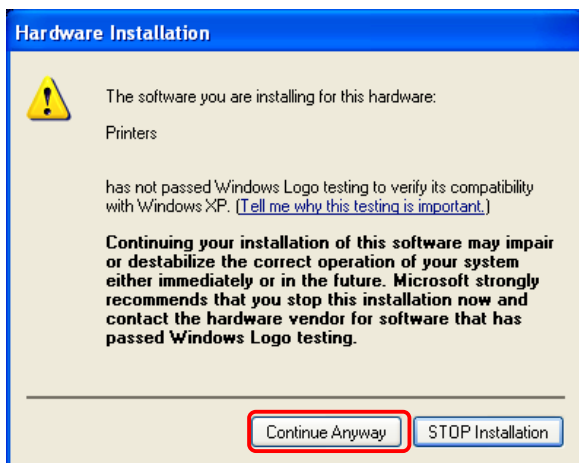 Hardware Installation
The software you are installing for this hardware:
Printers
has not passed Windows Logo testing to verify its compatibility
with Windows XP. (Tell me why this testing is important.)
Continuing your installation of this software may impair
or destabilize the correct operation of your system
either immediately or in the future. Microsoft strongly
recommends that you stop this installation now and
contact the hardware vendor for software that has
passed Windows Logo testing.
Continue Anyway STOP Installation